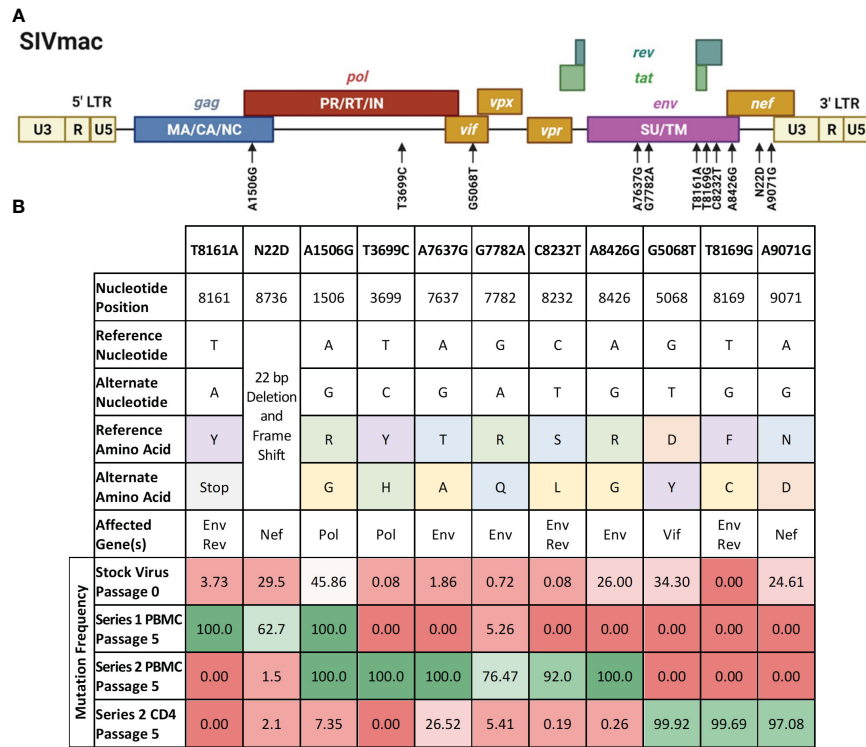 A
SIVmac
rev
tat
pol
5' LTR
gag
PR/RT/IN
vpx
env
nef
3' LTR
U3 R U5
MA/CA/NC
vif
vpr
SU/TM
U3 R U5
A1506G
T3699C
G5068T
A7637G
G7782A
T8161A
T8169G
C8232T
A8426G
N22D
A9071G
B
T8161A N22D A1506G T3699C A7637G G7782A C8232T A8426G G5068T T8169G A9071G
Nucleotide
Position
8161 8736 1506 3699 7637 7782 8232 8426 5068 8169 9071
Reference
Nucleotide
T A T A G C A G T A
Alternate
Nucleotide
A G C G A T G T G G
22 bp
Deletion
and
Frame
Shift
Reference
Amino Acid
Y R Y T R S R D F N
Alternate
Amino Acid
Stop G H A Q L G Y C D
Affected
Gene(s)
Env
Rev
Nef Pol Pol Env Env
Env
Rev
Env Vif
Env
Rev
Nef
Mutation Frequency
Stock Virus
Passage 0
3.73 29.5 45.86 0.08 1.86 0.72 0.08 26.00 34.30 0.00 24.61
Series 1 PBMC
Passage 5
100.0 62.7 100.0 0.00 0.00 5.26 0.00 0.00 0.00 0.00 0.00
Series 2 PBMC
Passage 5
0.00 1.5 100.0 100.0 100.0 76.47 92.0 100.0 0.00 0.00 0.00
Series 2 CD4
Passage 5
0.00 2.1 7.35 0.00 26.52 5.41 0.19 0.26 99.92 99.69 97.08